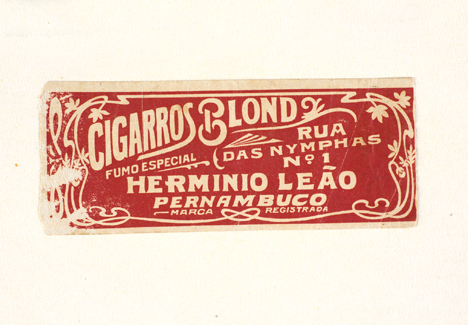 CIGARROS BLOND
FUMO ESPECIAL
RUA
DAS NYMPHAS
Nº 1
HERMINIO LEÃO
PERNAMBUCO
MARCA REGISTRADA